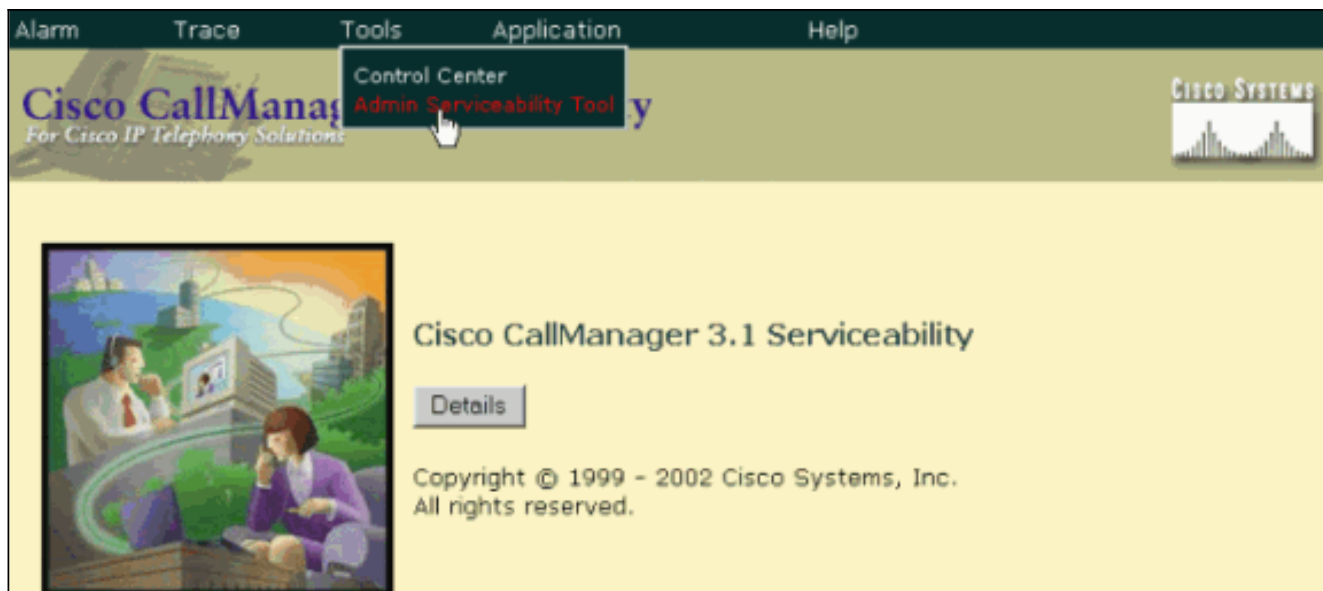 Alarm Trace Tools Application Help
Control Center
Admin Serviceability Tool
Cisco CallManag y
For Cisco IP Telephony Solutions
CISCO SYSTEMS
Cisco CallManager 3.1 Serviceability
Details
Copyright © 1999 - 2002 Cisco Systems, Inc.
All rights reserved.